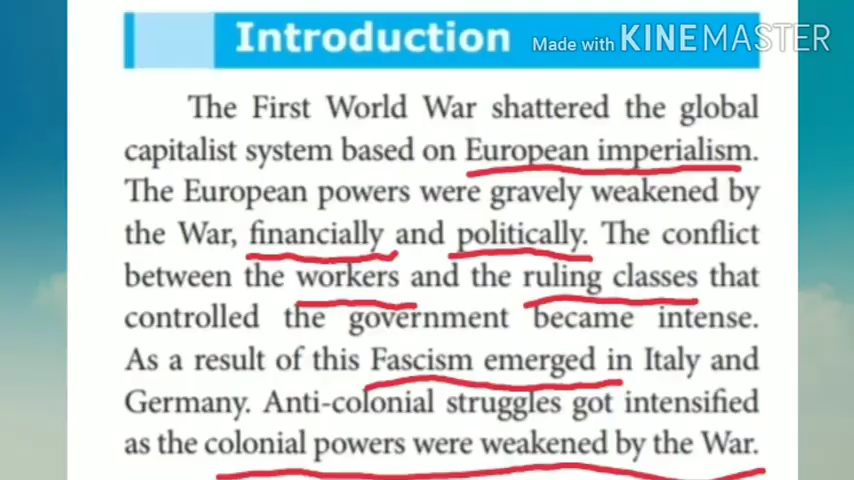 Introduction
Made with KINEMASTER
The First World War shattered the global
capitalist system based on European imperialism.
The European powers were gravely weakened by
the War, financially and politically. The conflict
between the workers and the ruling classes that
controlled the government became intense.
As a result of this Fascism emerged in Italy and
Germany. Anti-colonial struggles got intensified
as the colonial powers were weakened by the War.